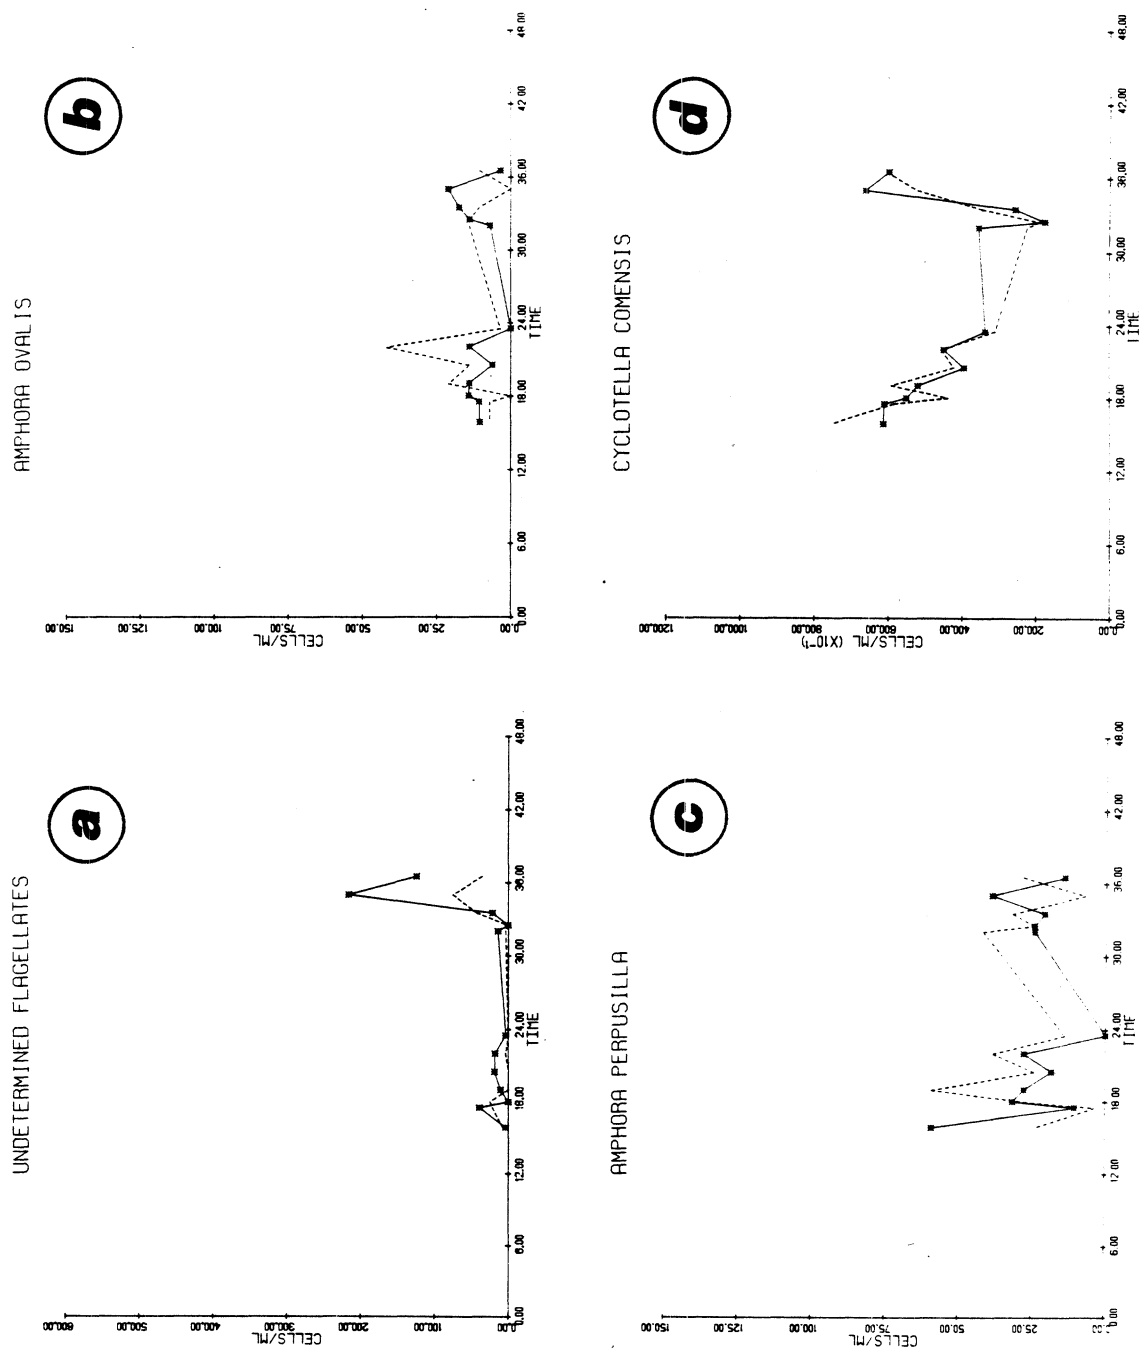 UNDETERMINED FLAGELLATES
a
600.00
500.00
400.00
300.00
200.00
100.00
0.00
CELLS/ML
0.00 6.00 12.00 18.00 24.00 30.00 36.00 42.00 48.00
TIME
AMPHORA OVALIS
b
150.00
125.00
100.00
75.00
50.00
25.00
0.00
CELLS/ML
0.00 6.00 12.00 18.00 24.00 30.00 36.00 42.00 48.00
TIME
AMPHORA PERPUSILLA
c
150.00
125.00
100.00
75.00
50.00
25.00
CELLS/ML
0.00 6.00 12.00 18.00 24.00 30.00 36.00 42.00 48.00
TIME
CYCLOTELLA COMENSIS
d
1200.00
1000.00
800.00
600.00
400.00
200.00
0.00
CELLS/ML (X10⁻¹)
0.00 6.00 12.00 18.00 24.00 30.00 36.00 42.00 48.00
TIME